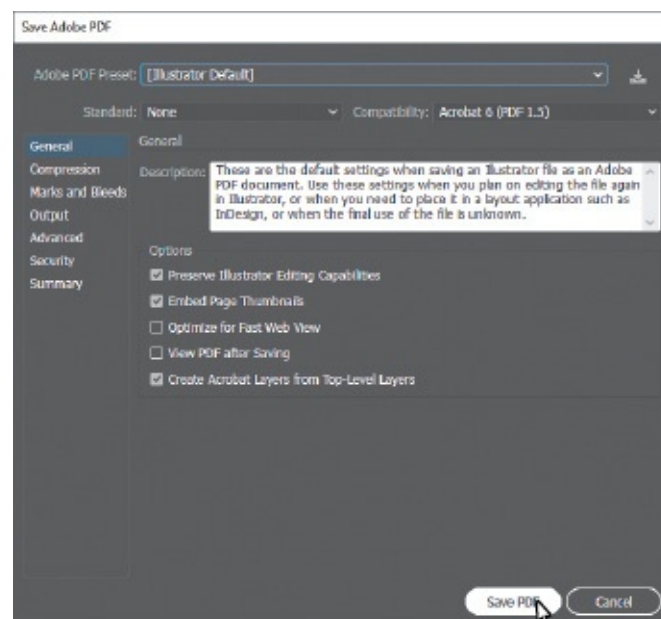 Save Adobe PDF
Adobe PDF Preset: [Illustrator Default]
Standard: None Compatibility: Acrobat 6 (PDF 1.5)
General
Compression
Marks and Bleeds
Output
Advanced
Security
Summary
General
Description: These are the default settings when saving an Illustrator file as an Adobe
PDF document. Use these settings when you plan on editing the file again
in Illustrator, or when you need to place it in a layout application such as
InDesign, or when the final use of the file is unknown.
Options
Preserve Illustrator Editing Capabilities
Embed Page Thumbnails
Optimize for Fast Web View
View PDF after Saving
Create Acrobat Layers from Top-Level Layers
Save PDF Cancel